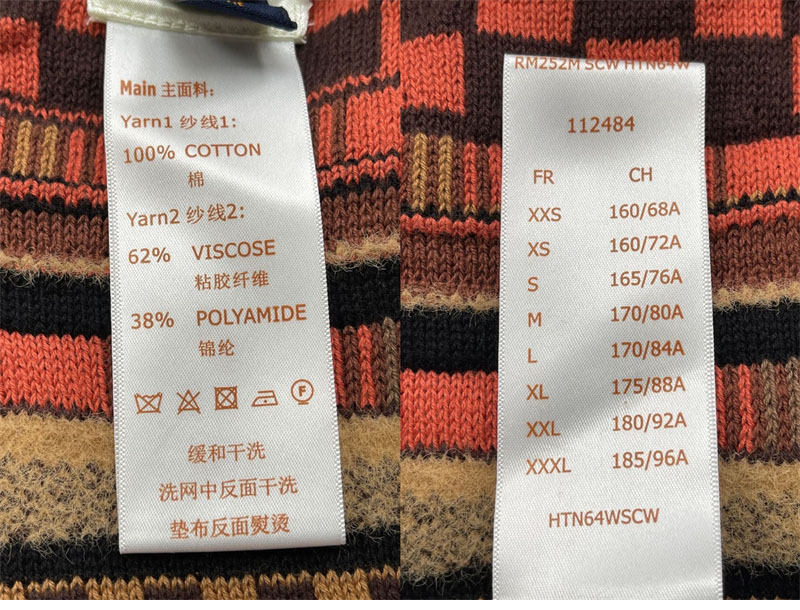 Main 主面料:
Yarn1 纱线1:
100% COTTON
棉
Yarn2 纱线2:
62% VISCOSE
粘胶纤维
38% POLYAMIDE
锦纶
F
缓和干洗
洗网中反面干洗
垫布反面熨烫
RM252M SCW HTN64W
112484
FR CH
XXS 160/68A
XS 160/72A
S 165/76A
M 170/80A
L 170/84A
XL 175/88A
XXL 180/92A
XXXL 185/96A
HTN64WSCW